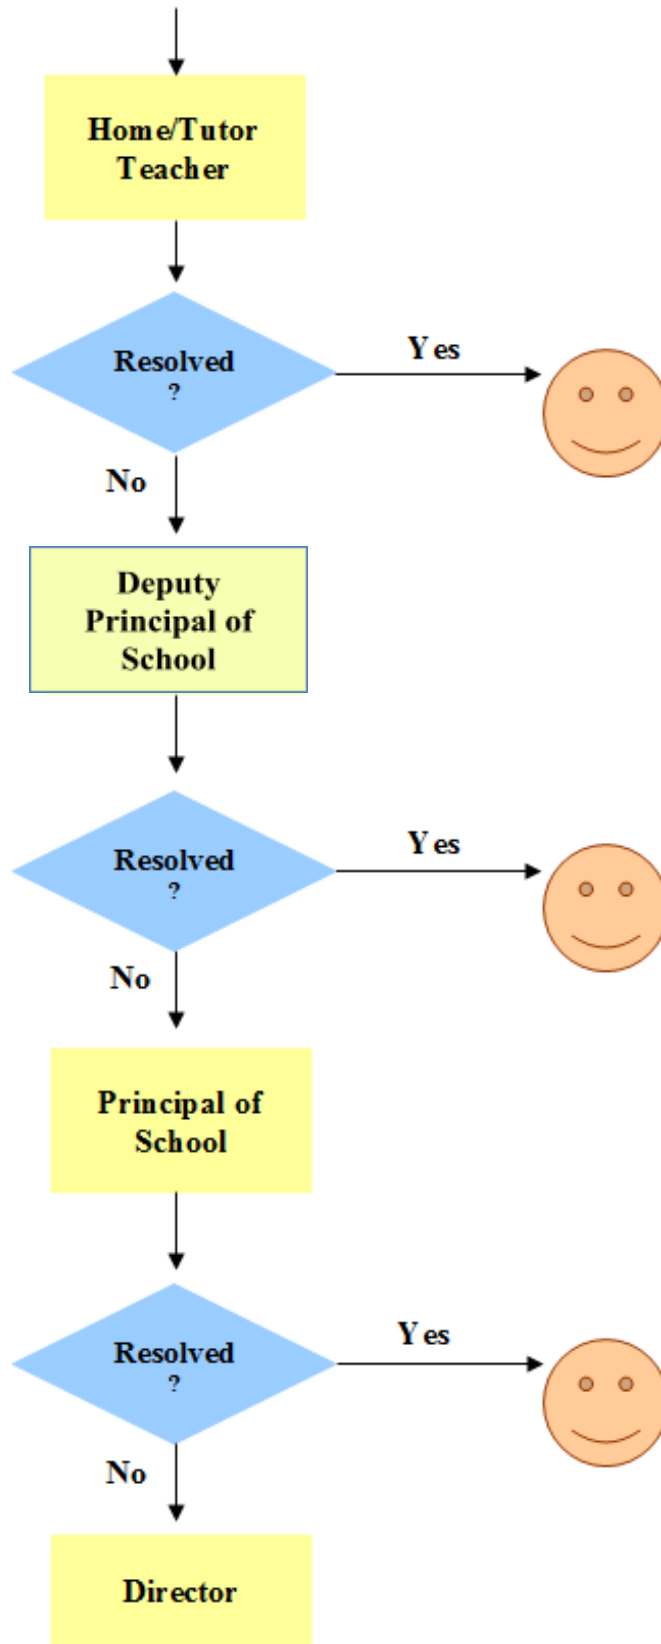 Home/Tutor
Teacher
Resolved
?
Yes
No
Deputy
Principal of
School
Resolved
?
Yes
No
Principal of
School
Resolved
?
Yes
No
Director